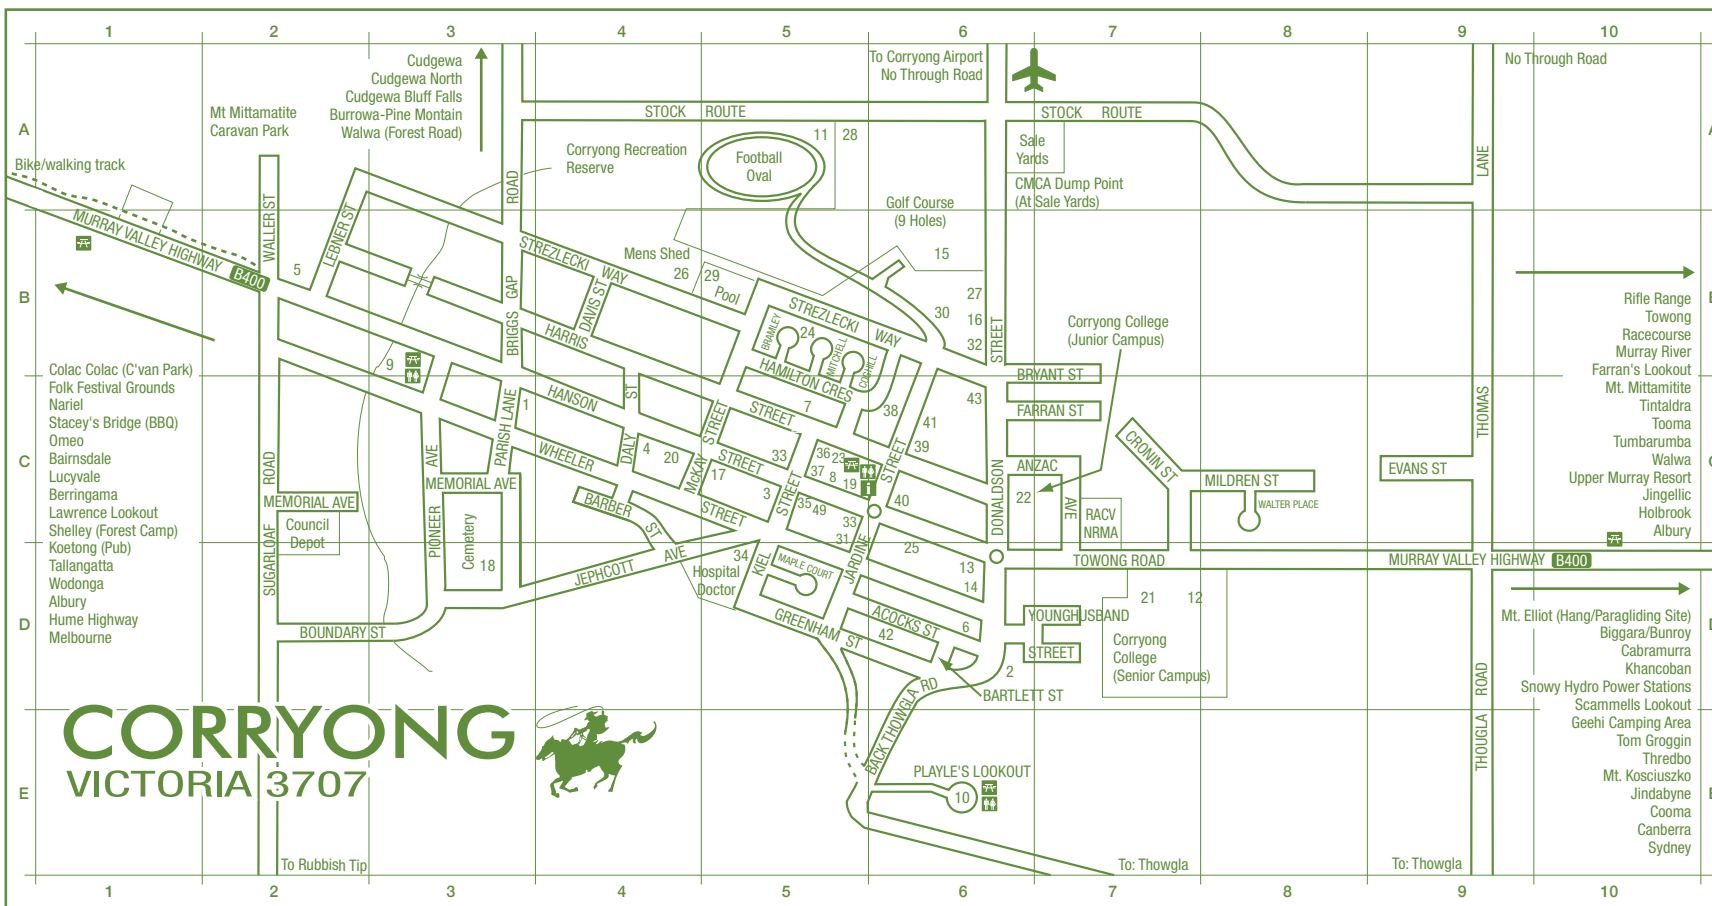 1 2 3 4 5 6 7 8 9 10
A
B
C
D
E
Cudgewa
Cudgewa North
Cudgewa Bluff Falls
Burrowa-Pine Montain
Walwa (Forest Road)
Mt Mittamatite
Caravan Park
Bike/walking track
To Corryong Airport
No Through Road
No Through Road
STOCK ROUTE
STOCK ROUTE
Corryong Recreation
Reserve
Football
Oval
11
28
Sale
Yards
CMCA Dump Point
(At Sale Yards)
Golf Course
(9 Holes)
15
MURRAY VALLEY HIGHWAY
B400
WALLER ST
LEBNER ST
5
BRIGGS GAP ROAD
STREZLECKI WAY
DAVIS ST
HARRIS
Mens Shed
26
29
Pool
STREZLECKI WAY
BRAMLEY
24
MITCHELL
COGHILL
HAMILTON CRES
27
30
16
32
Corryong College
(Junior Campus)
BRYANT ST
FARRAN ST
9
PARISH LANE
1
HANSON
ST
DALY
WHEELER
4
20
MCKAY STREET
STREET
STREET
STREET
7
33
17
3
36
23
37
8
19
35
49
33
31
38
41
39
43
40
STREET
JARDINE
STREET
KIEL
DONALDSON
STREET
ANZAC
AVE
22
RACV
NRMA
CRONIN ST
MILDREN ST
WALTER PLACE
EVANS ST
THOMAS LANE
SUGARLOAF ROAD
MEMORIAL AVE
Council
Depot
PIONEER AVE
MEMORIAL AVE
Cemetery
18
BARBER ST
JEPHCOTT AVE
34
Hospital
Doctor
MAPLE COURT
GREENHAM ST
25
13
14
ACOCKS ST
42
6
2
BARTLETT ST
BACK THOWGLA RD
YOUNGHUSBAND
STREET
TOWONG ROAD
MURRAY VALLEY HIGHWAY
B400
21
12
Corryong
College
(Senior Campus)
BOUNDARY ST
THOUGLA ROAD
PLAYLE'S LOOKOUT
10
To Rubbish Tip
To: Thowgla
To: Thowgla
Colac Colac (C'van Park)
Folk Festival Grounds
Nariel
Stacey's Bridge (BBQ)
Omeo
Bairnsdale
Lucyvale
Berringama
Lawrence Lookout
Shelley (Forest Camp)
Koetong (Pub)
Tallangatta
Wodonga
Albury
Hume Highway
Melbourne
Rifle Range
Towong
Racecourse
Murray River
Farran's Lookout
Mt. Mittamitite
Tintaldra
Tooma
Tumbarumba
Walwa
Upper Murray Resort
Jingellic
Holbrook
Albury
Mt. Elliot (Hang/Paragliding Site)
Biggara/Bunroy
Cabramurra
Khancoban
Snowy Hydro Power Stations
Scammells Lookout
Geehi Camping Area
Tom Groggin
Thredbo
Mt. Kosciuszko
Jindabyne
Cooma
Canberra
Sydney
CORRYONG
VICTORIA 3707
1 2 3 4 5 6 7 8 9 10